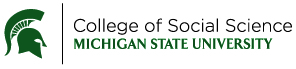 College of Social Science
MICHIGAN STATE UNIVERSITY